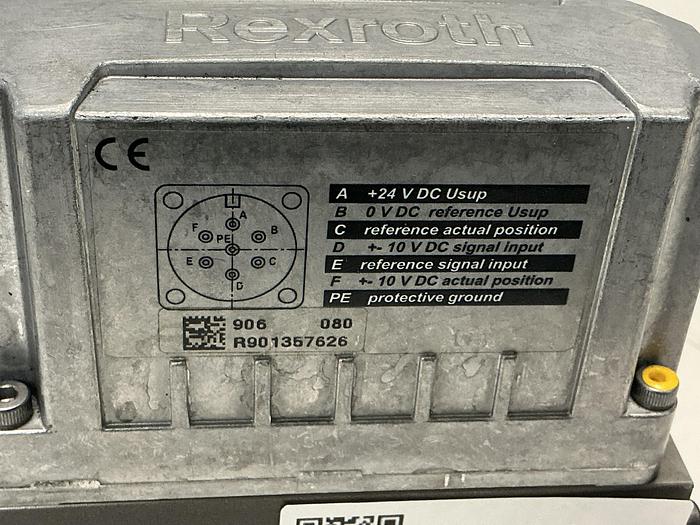 Rexroth
CE
A +24 V DC Usup
B 0 V DC reference Usup
C reference actual position
D +- 10 V DC signal input
E reference signal input
F +- 10 V DC actual position
PE protective ground
A
F B
PE
E C
D
906 080
R901357626